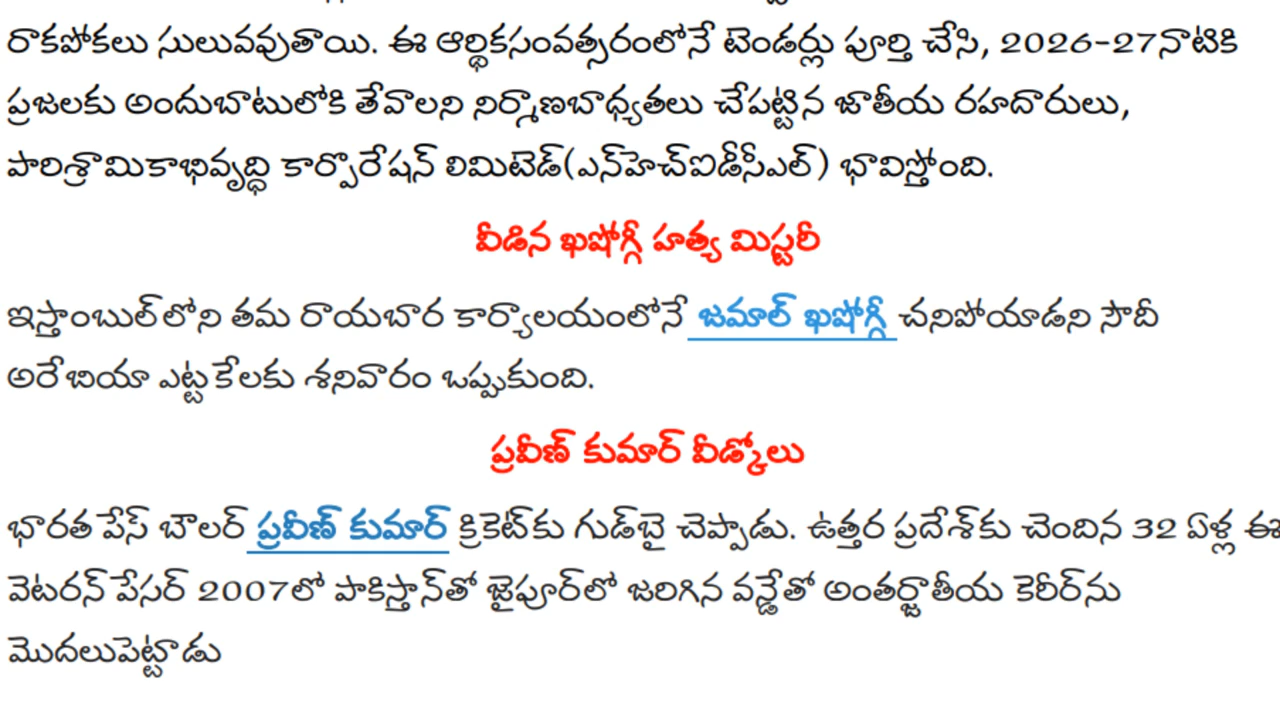 రాకపోకలు సులువవుతాయి. ఈ ఆర్థికసంవత్సరంలోనే టెండర్లు పూర్తి చేసి, 2026-27నాటికి
ప్రజలకు అందుబాటులోకి తేవాలని నిర్మాణబాధ్యతలు చేపట్టిన జాతీయ రహదారులు,
పారిశ్రామికాభివృద్ధి కార్పొరేషన్ లిమిటెడ్(ఎన్‌హెచ్ఐడీసీఎల్) భావిస్తోంది.
వీడిన ఖషోగ్గీ హత్య మిస్టరీ
ఇస్తాంబుల్‌లోని తమ రాయబార కార్యాలయంలోనే జమాల్ ఖషోగ్గీ చనిపోయాడని సౌదీ
అరేబియా ఎట్టకేలకు శనివారం ఒప్పుకుంది.
ప్రవీణ్ కుమార్ వీడ్కోలు
భారత పేస్ బౌలర్ ప్రవీణ్ కుమార్ క్రికెట్‌కు గుడ్‌బై చెప్పాడు. ఉత్తర ప్రదేశ్‌కు చెందిన 32 ఏళ్ల ఈ
వెటరన్ పేసర్ 2007లో పాకిస్తాన్‌తో జైపూర్‌లో జరిగిన వన్డేతో అంతర్జాతీయ కెరీర్‌ను
మొదలుపెట్టాడు